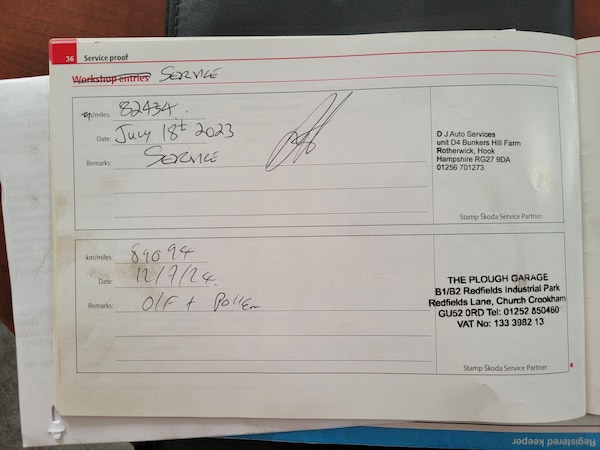 36 Service proof
Workshop entries SERVICE
km/miles: 82434
Date: July 18th 2023
Remarks: SERVICE
D J Auto Services
unit D4 Bunkers Hill Farm
Rotherwick, Hook
Hampshire RG27 9DA
01256 701273
Stamp Škoda Service Partner
km/miles: 89094
Date: 12/7/24
Remarks: O/F + Pollen
THE PLOUGH GARAGE
B1/B2 Redfields Industrial Park
Redfields Lane, Church Crookham
GU52 0RD Tel: 01252 850460
VAT No: 133 3982 13
Stamp Škoda Service Partner
Registered keeper